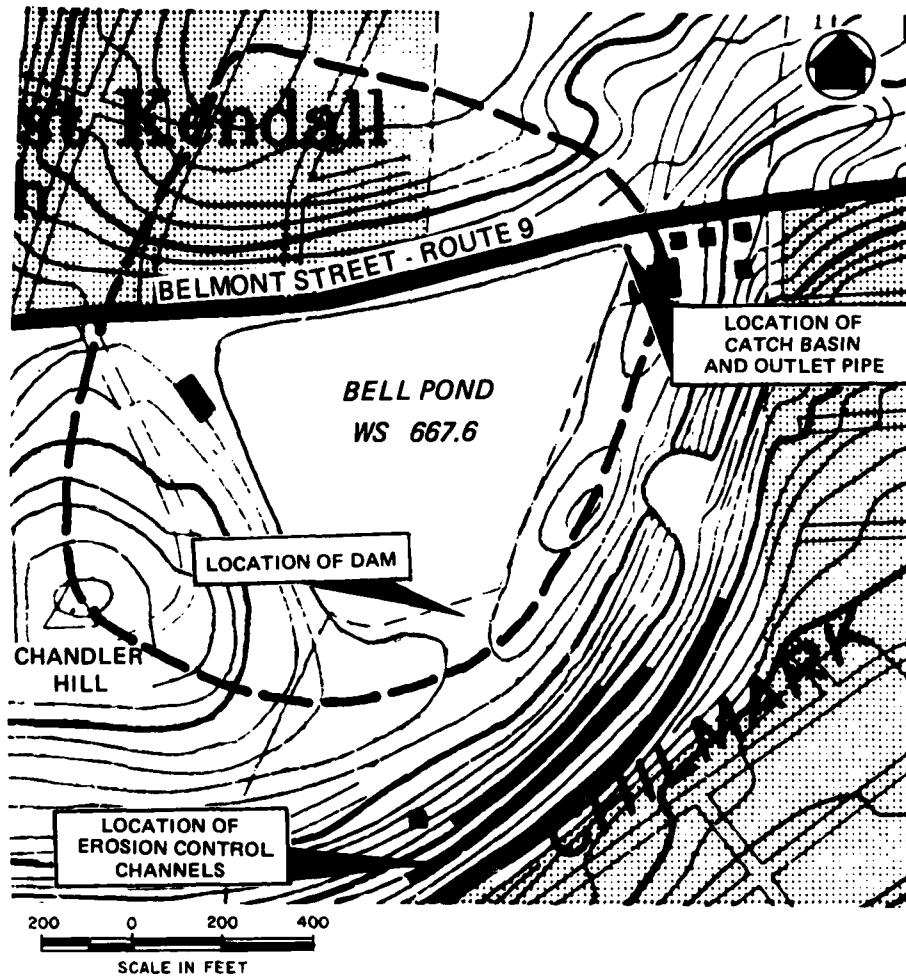 Kendall
BELMONT STREET - ROUTE 9
LOCATION OF
CATCH BASIN
AND OUTLET PIPE
BELL POND
WS 667.6
LOCATION OF DAM
CHANDLER
HILL
CHILMARK
LOCATION OF
EROSION CONTROL
CHANNELS
200 0 200 400
SCALE IN FEET